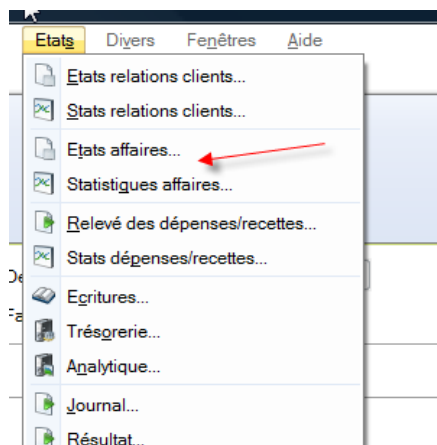 Etats Divers Fenêtres Aide
Etats relations clients...
Stats relations clients...
Etats affaires...
Statistiques affaires...
Relevé des dépenses/recettes...
Stats dépenses/recettes...
Ecritures...
Trésorerie...
Analytique...
Journal...
Résultat...